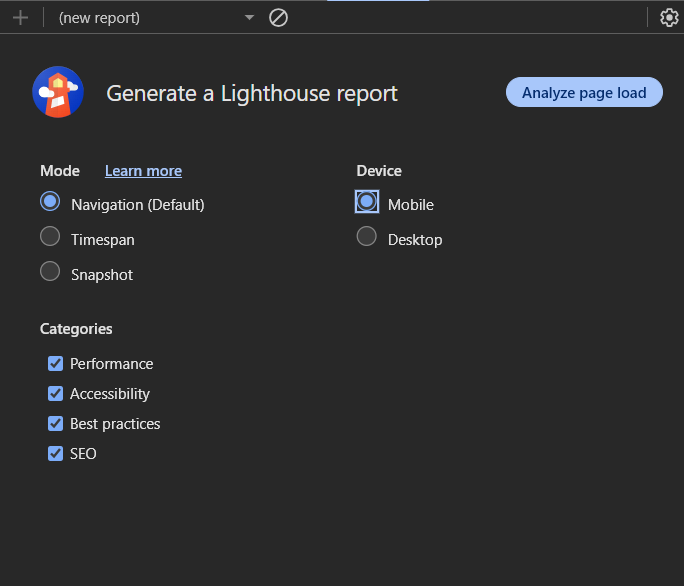 (new report)
Generate a Lighthouse report
Analyze page load
Mode Learn more
Navigation (Default)
Timespan
Snapshot
Device
Mobile
Desktop
Categories
Performance
Accessibility
Best practices
SEO